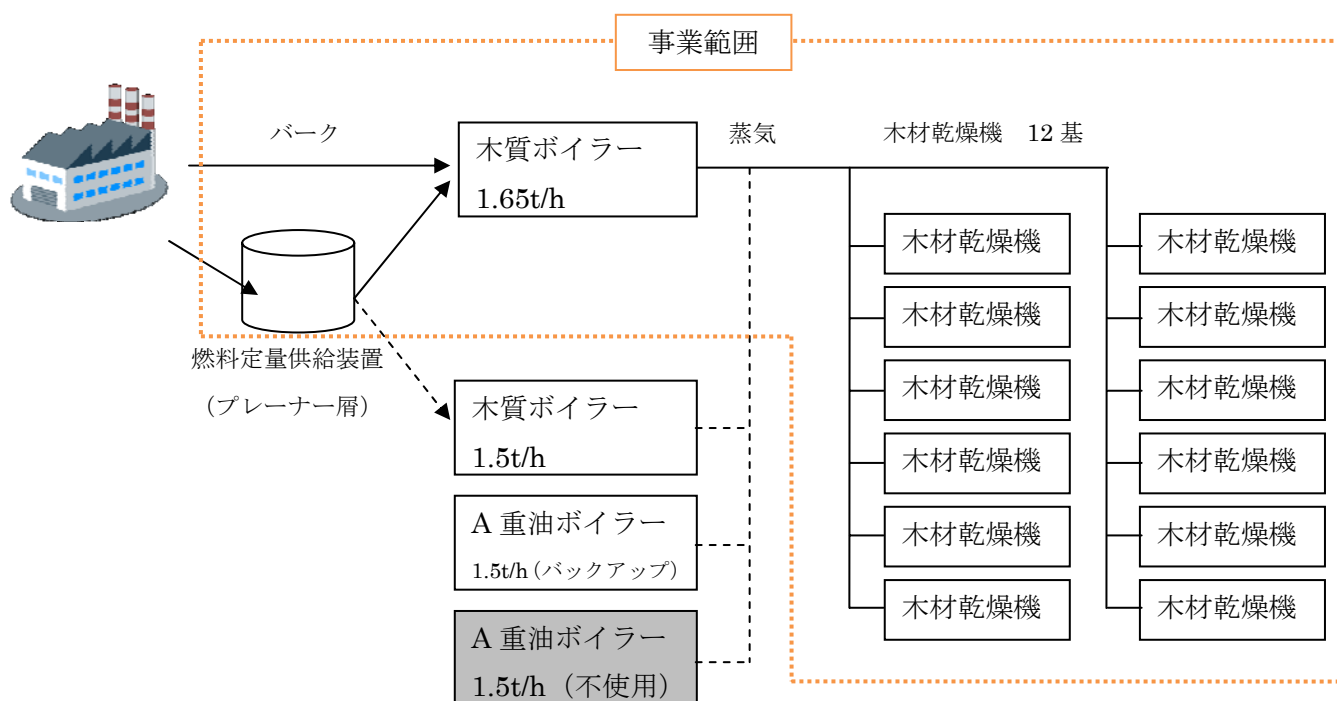 事業範囲
バーク
蒸気
木材乾燥機 12基
木質ボイラー
1.65t/h
燃料定量供給装置
(プレーナー屑)
木質ボイラー
1.5t/h
A重油ボイラー
1.5t/h(バックアップ)
A重油ボイラー
1.5t/h(不使用)
木材乾燥機
木材乾燥機
木材乾燥機
木材乾燥機
木材乾燥機
木材乾燥機
木材乾燥機
木材乾燥機
木材乾燥機
木材乾燥機
木材乾燥機
木材乾燥機